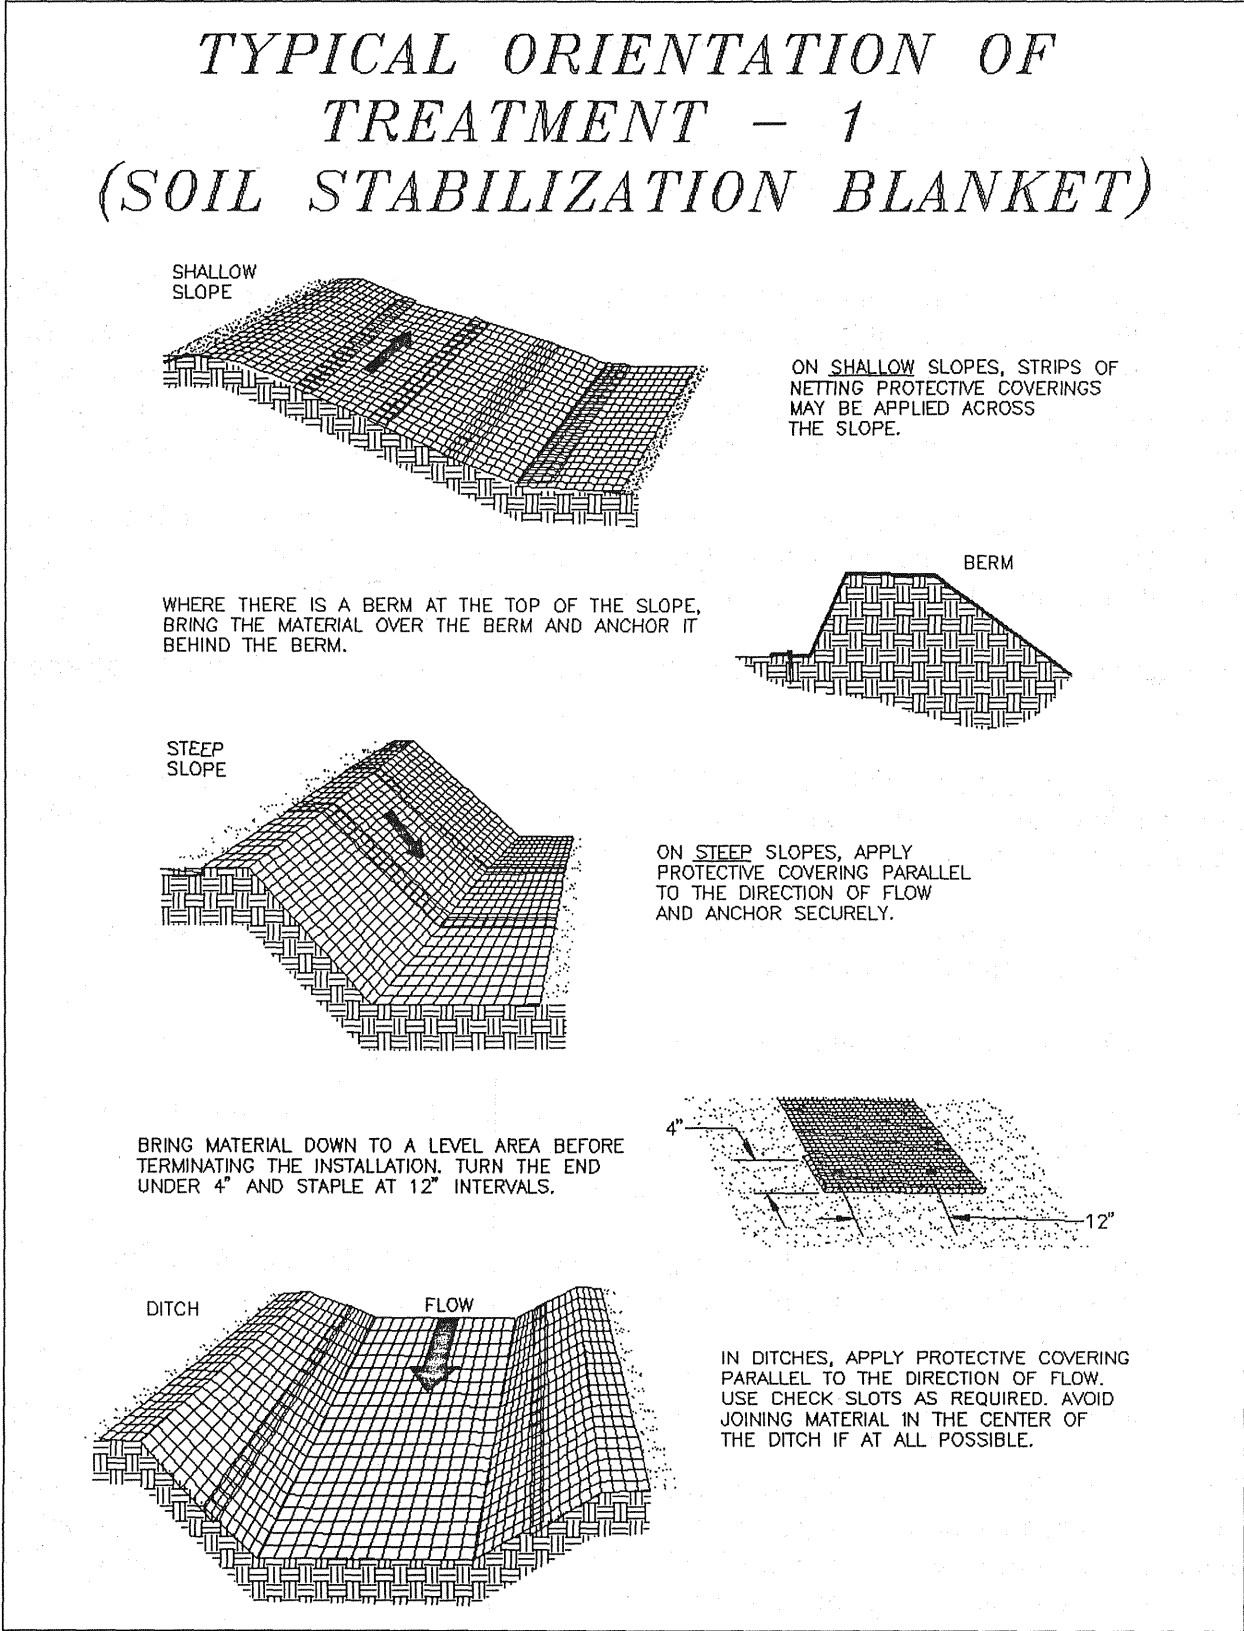 TYPICAL ORIENTATION OF
TREATMENT - 1
(SOIL STABILIZATION BLANKET)
SHALLOW
SLOPE
ON SHALLOW SLOPES, STRIPS OF
NETTING PROTECTIVE COVERINGS
MAY BE APPLIED ACROSS
THE SLOPE.
BERM
WHERE THERE IS A BERM AT THE TOP OF THE SLOPE,
BRING THE MATERIAL OVER THE BERM AND ANCHOR IT
BEHIND THE BERM.
STEEP
SLOPE
ON STEEP SLOPES, APPLY
PROTECTIVE COVERING PARALLEL
TO THE DIRECTION OF FLOW
AND ANCHOR SECURELY.
BRING MATERIAL DOWN TO A LEVEL AREA BEFORE
TERMINATING THE INSTALLATION. TURN THE END
UNDER 4" AND STAPLE AT 12" INTERVALS.
4"
12"
DITCH
FLOW
IN DITCHES, APPLY PROTECTIVE COVERING
PARALLEL TO THE DIRECTION OF FLOW.
USE CHECK SLOTS AS REQUIRED. AVOID
JOINING MATERIAL IN THE CENTER OF
THE DITCH IF AT ALL POSSIBLE.